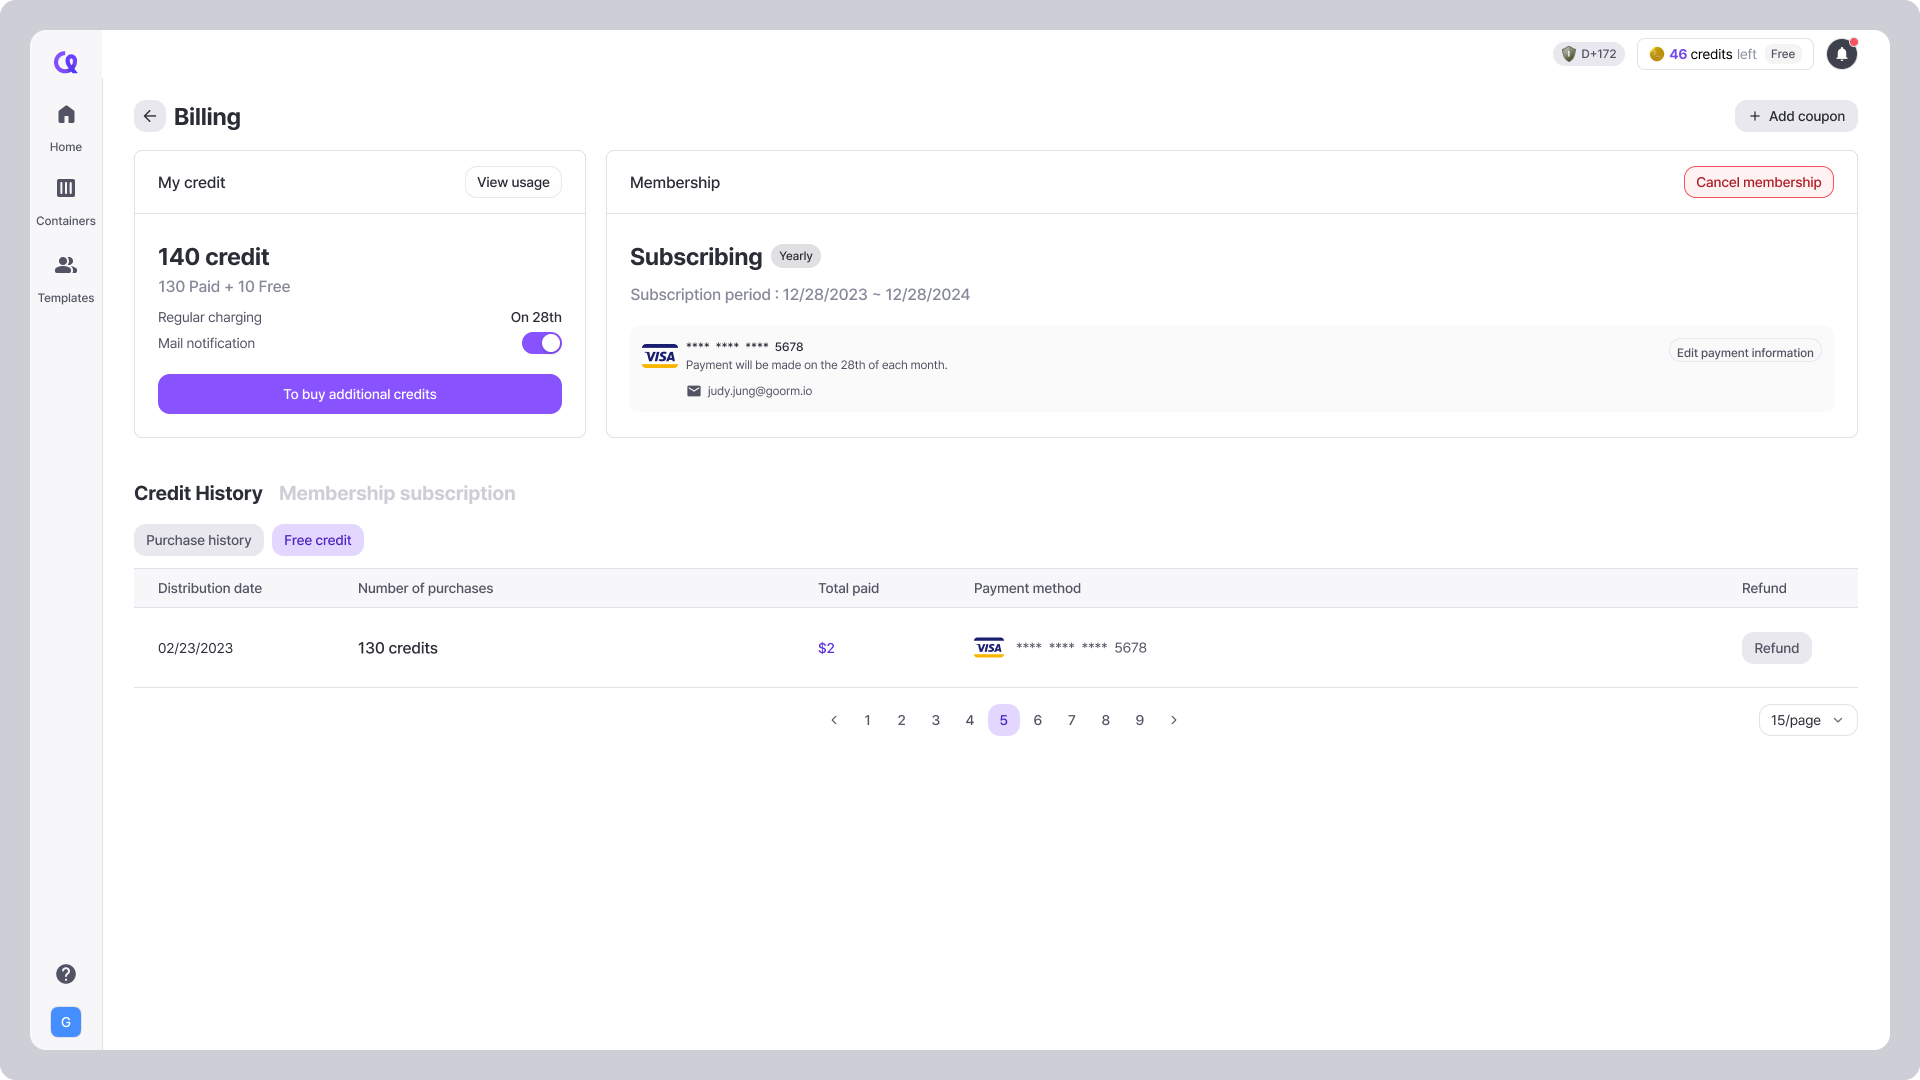 D+172
46 credits left Free
Home
Containers
Templates
G
Billing
+ Add coupon
My credit
View usage
140 credit
130 Paid + 10 Free
Regular charging On 28th
Mail notification
To buy additional credits
Membership
Cancel membership
Subscribing Yearly
Subscription period : 12/28/2023 ~ 12/28/2024
VISA **** **** **** 5678
Payment will be made on the 28th of each month.
judy.jung@goorm.io
Edit payment information
Credit History Membership subscription
Purchase history Free credit
Distribution date Number of purchases Total paid Payment method Refund
02/23/2023 130 credits $2 VISA **** **** **** 5678 Refund
1 2 3 4 5 6 7 8 9
15/page